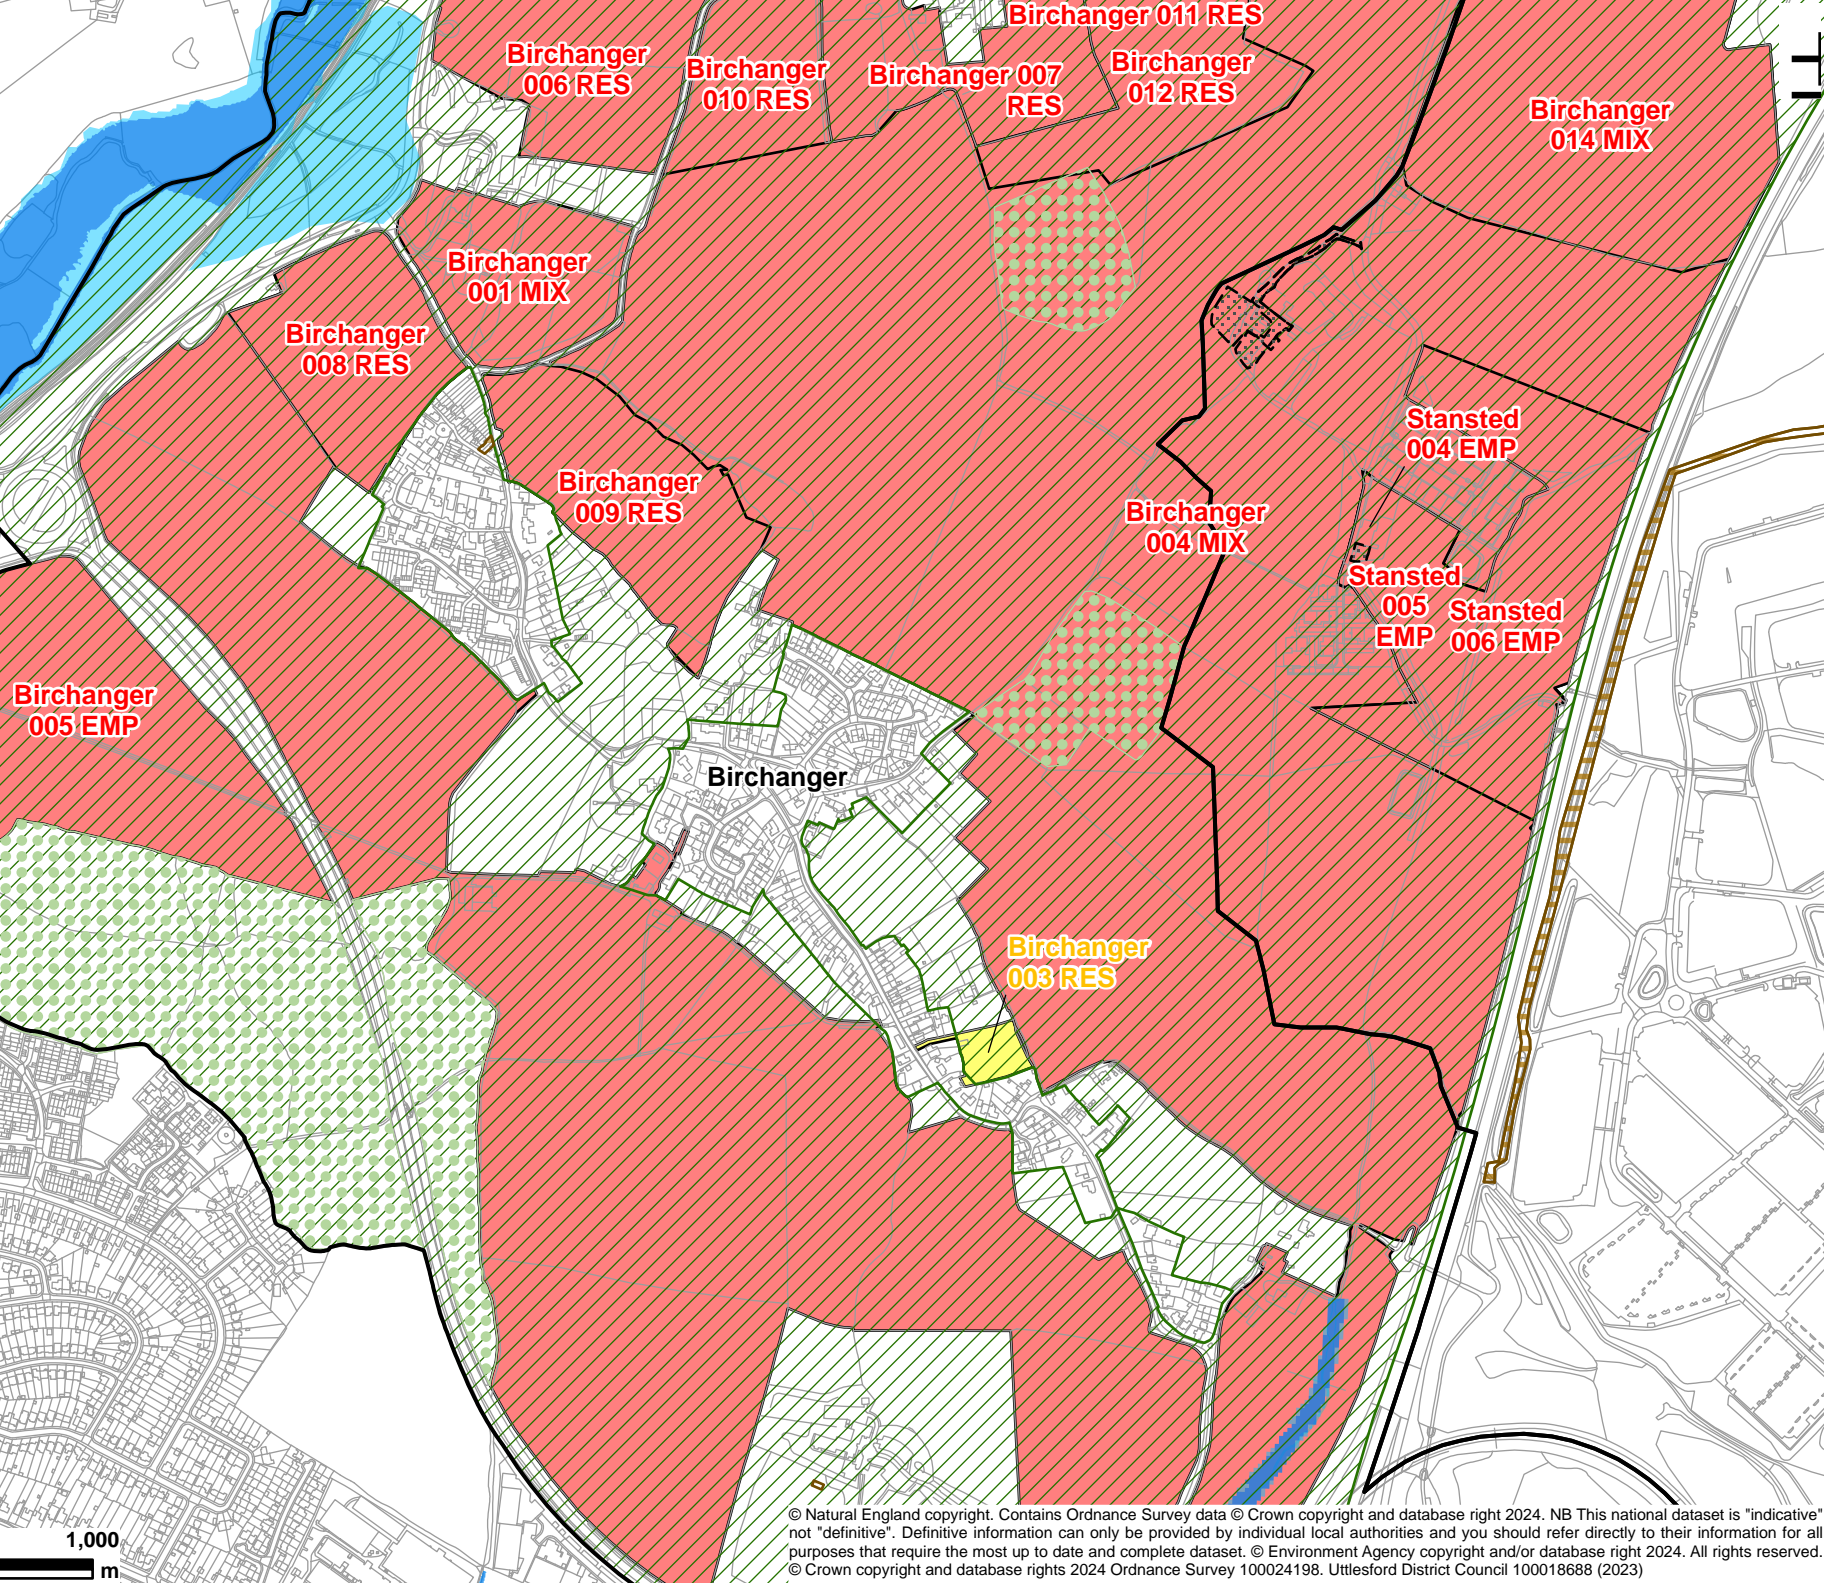 Birchanger 011 RES
Birchanger
006 RES
Birchanger
010 RES
Birchanger 007
RES
Birchanger
012 RES
Birchanger
014 MIX
Birchanger
001 MIX
Birchanger
008 RES
Stansted
004 EMP
Birchanger
009 RES
Birchanger
004 MIX
Stansted
005
EMP
Stansted
006 EMP
Birchanger
005 EMP
Birchanger
Birchanger
003 RES
1,000
m
© Natural England copyright. Contains Ordnance Survey data © Crown copyright and database right 2024. NB This national dataset is "indicative"
not "definitive". Definitive information can only be provided by individual local authorities and you should refer directly to their information for all
purposes that require the most up to date and complete dataset. © Environment Agency copyright and/or database right 2024. All rights reserved.
© Crown copyright and database rights 2024 Ordnance Survey 100024198. Uttlesford District Council 100018688 (2023)